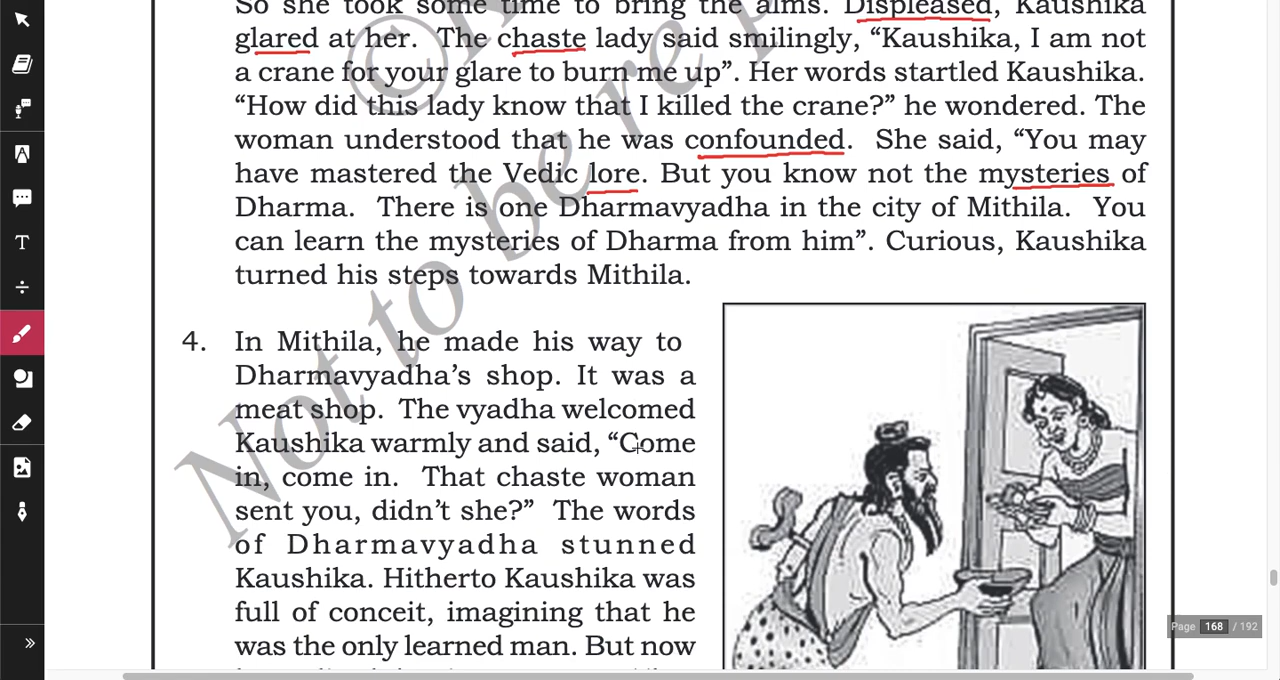 So she took some time to bring the alms. Displeased, Kaushika
glared at her. The chaste lady said smilingly, “Kaushika, I am not
a crane for your glare to burn me up”. Her words startled Kaushika.
“How did this lady know that I killed the crane?” he wondered. The
woman understood that he was confounded. She said, “You may
have mastered the Vedic lore. But you know not the mysteries of
Dharma. There is one Dharmavyadha in the city of Mithila. You
can learn the mysteries of Dharma from him”. Curious, Kaushika
turned his steps towards Mithila.
4. In Mithila, he made his way to
Dharmavyadha’s shop. It was a
meat shop. The vyadha welcomed
Kaushika warmly and said, “Come
in, come in. That chaste woman
sent you, didn’t she?” The words
of Dharmavyadha stunned
Kaushika. Hitherto Kaushika was
full of conceit, imagining that he
was the only learned man. But now
Not to be re
Page 168 / 192